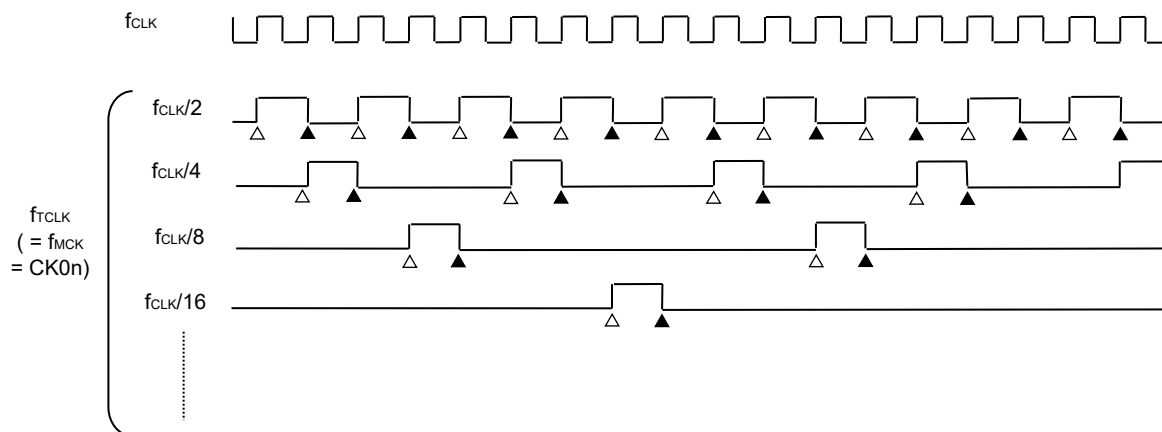 fCLK
fCLK/2
fCLK/4
fTCLK
( = fMCK
= CK0n)
fCLK/8
fCLK/16